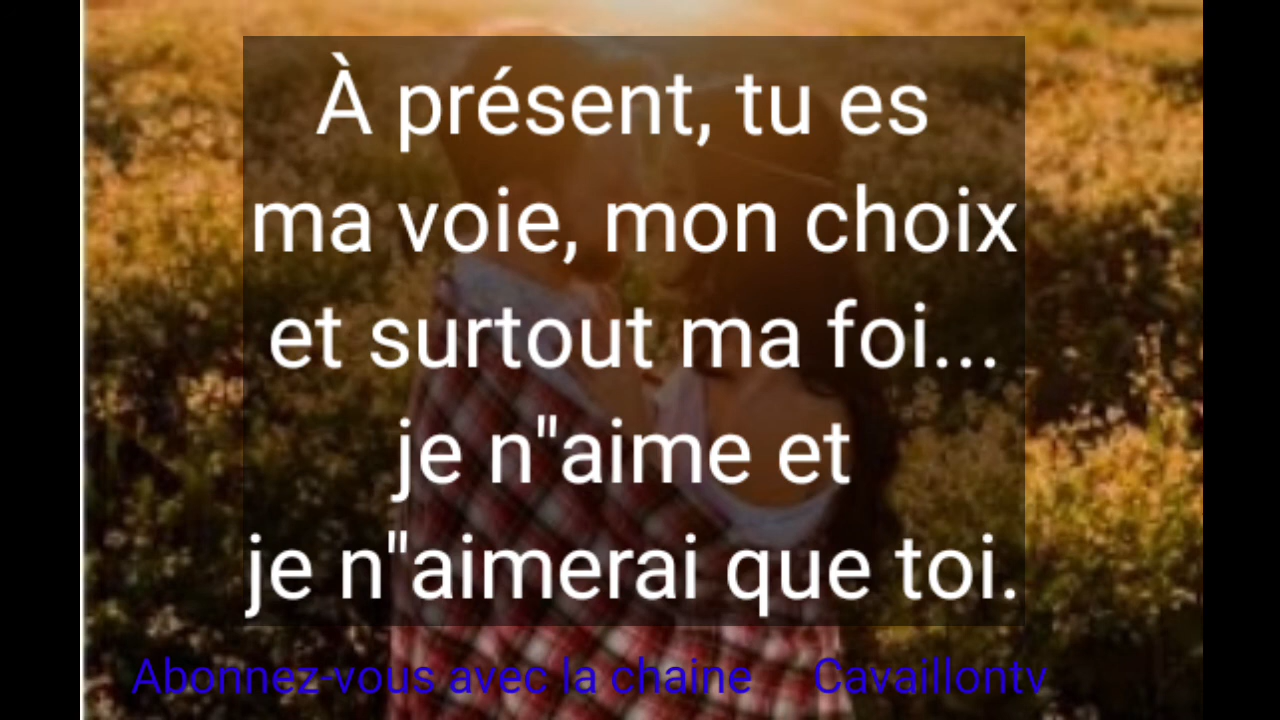 À présent, tu es
ma voie, mon choix
et surtout ma foi...
je n"aime et
je n"aimerai que toi.
Abonnez-vous avec la chaine Cavaillontv